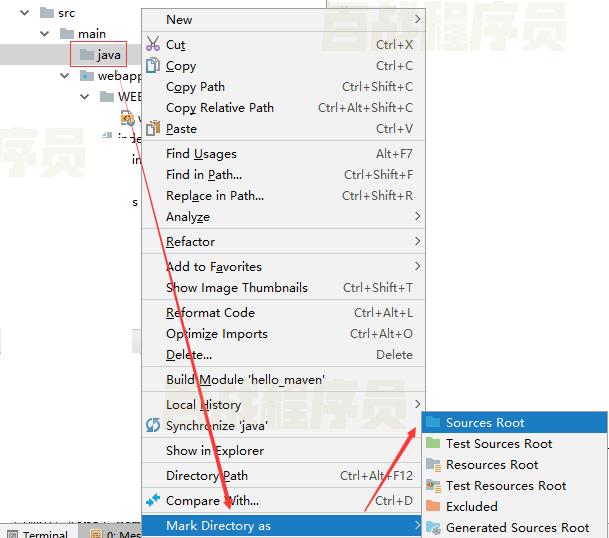 src
main
java
webapp
WEE
w
inde
in
s
New
Cut Ctrl+X
Copy Ctrl+C
Copy Path Ctrl+Shift+C
Copy Relative Path Ctrl+Alt+Shift+C
Paste Ctrl+V
Find Usages Alt+F7
Find in Path... Ctrl+Shift+F
Replace in Path... Ctrl+Shift+R
Analyze
Refactor
Add to Favorites
Show Image Thumbnails Ctrl+Shift+T
Reformat Code Ctrl+Alt+L
Optimize Imports Ctrl+Alt+O
Delete... Delete
Build Module 'hello_maven'
Local History
Synchronize 'java'
Show in Explorer
Directory Path Ctrl+Alt+F12
Compare With... Ctrl+D
Mark Directory as
Sources Root
Test Sources Root
Resources Root
Test Resources Root
Excluded
Generated Sources Root
Terminal 0: Mes
百战程序员
程序员
百战程序员